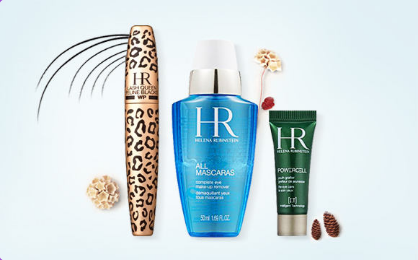 HR
LASH QUEEN
FELINE BLACKS
WP
HR
HELENA RUBINSTEIN
ALL
MASCARAS
complete eye
make-up remover
démaquillant yeux
tous mascaras
50ml 1.69 fl.oz.
HR
HELENA RUBINSTEIN
POWERCELL